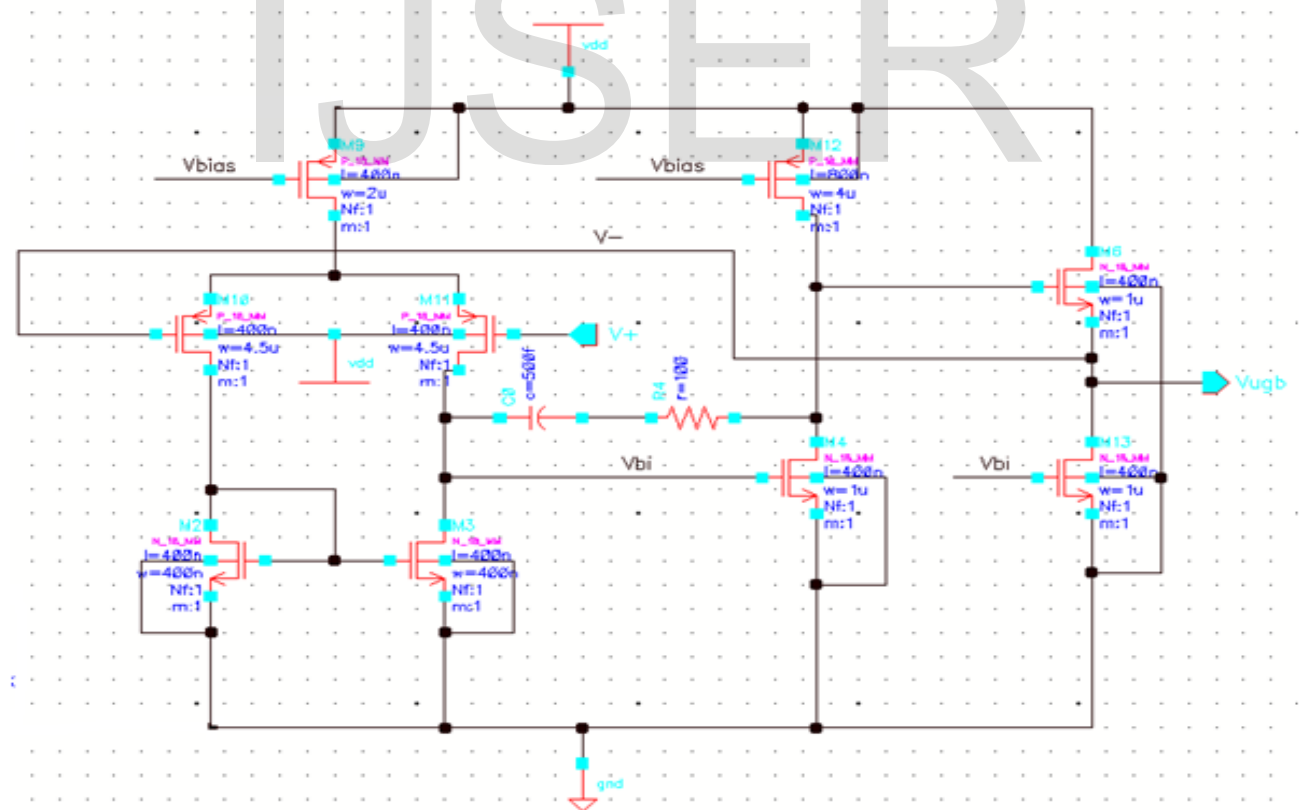 IJSER
vdd
M9
P_18_MM
l=400n
w=2u
Nf:1
m:1
Vbias
M12
P_18_MM
l=800n
w=4u
Nf:1
m:1
Vbias
V-
M6
N_18_MM
l=400n
w=1u
Nf:1
m:1
M10
P_18_MM
l=400n
w=4.5u
Nf:1
m:1
vdd
M11
P_18_MM
l=400n
w=4.5u
Nf:1
m:1
V+
C0
c=500f
R4
r=100
Vugb
Vbi
M4
N_18_MM
l=400n
w=1u
Nf:1
m:1
Vbi
M13
N_18_MM
l=400n
w=1u
Nf:1
m:1
M2
N_18_MM
l=400n
w=400n
Nf:1
m:1
M3
N_18_MM
l=400n
w=400n
Nf:1
m:1
gnd